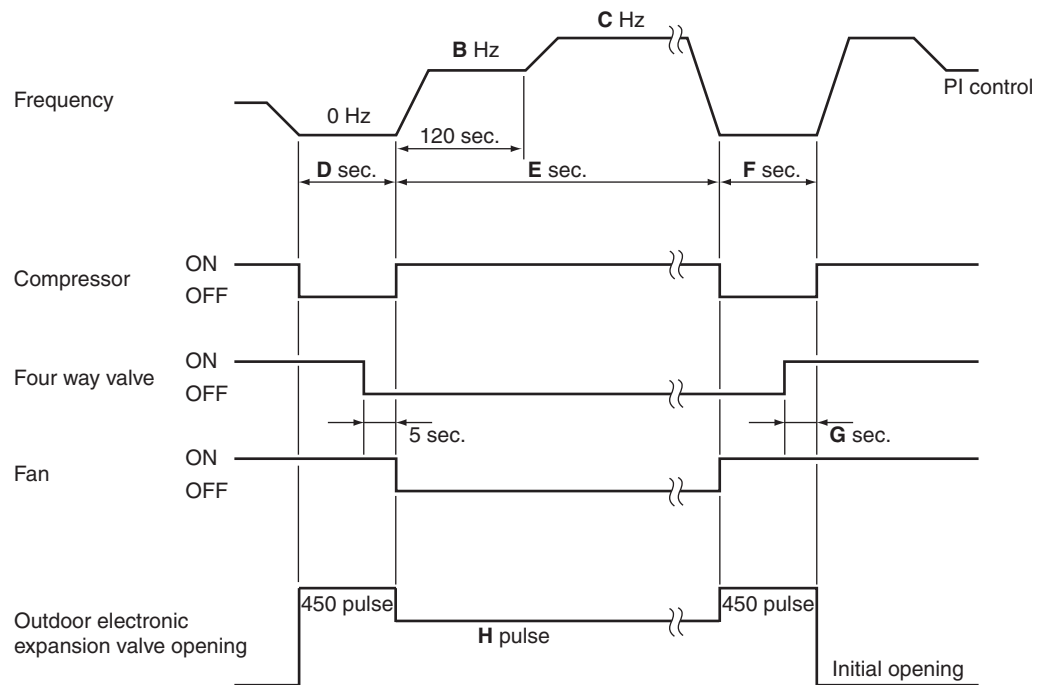 C Hz
B Hz
Frequency
0 Hz
PI control
120 sec.
D sec.
E sec.
F sec.
Compressor
ON
OFF
Four way valve
ON
OFF
5 sec.
G sec.
Fan
ON
OFF
Outdoor electronic
expansion valve opening
450 pulse
H pulse
450 pulse
Initial opening